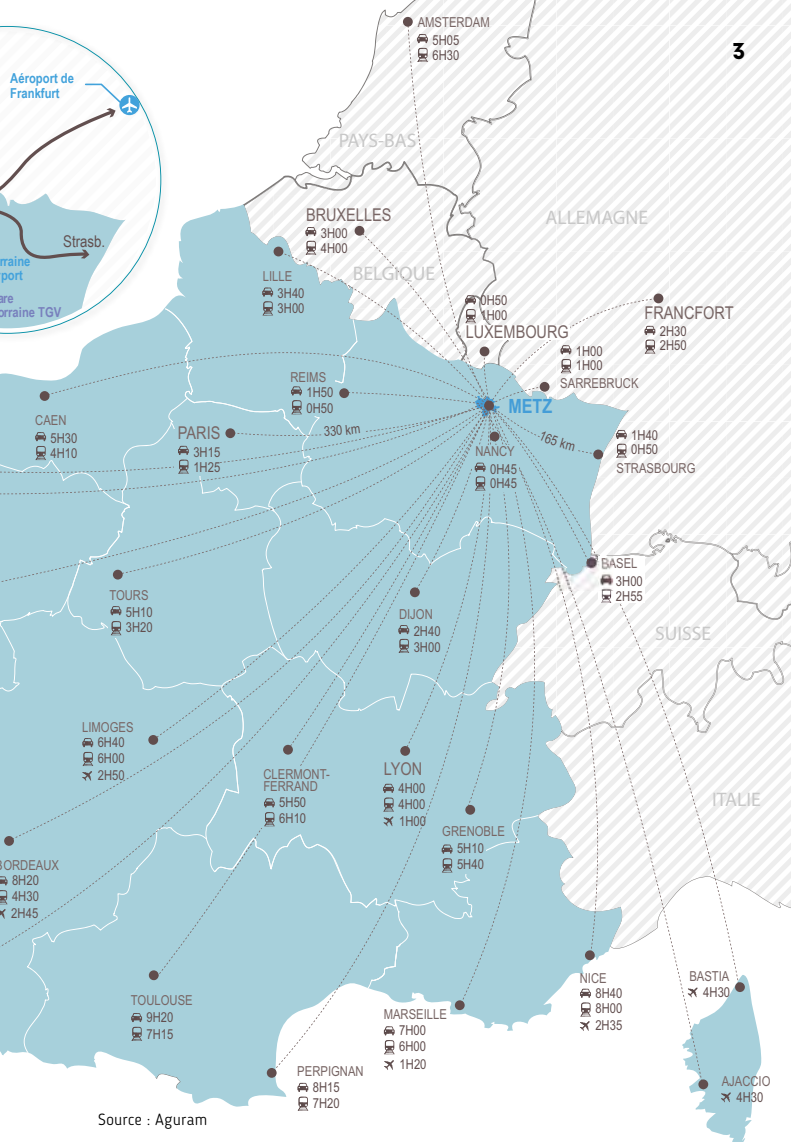 AMSTERDAM
5H05
6H30
3
Aéroport de
Frankfurt
PAYS-BAS
BRUXELLES
3H00
4H00
ALLEMAGNE
Strasb.
BELGIQUE
LILLE
3H40
3H00
orraine TGV
0H50
1H00
LUXEMBOURG
FRANCFORT
2H30
2H50
1H00
1H00
SARREBRUCK
REIMS
1H50
0H50
METZ
CAEN
5H30
4H10
PARIS
3H15
1H25
330 km
165 km
1H40
0H50
STRASBOURG
NANCY
0H45
0H45
BASEL
3H00
2H55
TOURS
5H10
3H20
DIJON
2H40
3H00
SUISSE
LIMOGES
6H40
6H00
2H50
CLERMONT-
FERRAND
5H50
6H10
LYON
4H00
4H00
1H00
ITALIE
GRENOBLE
5H10
5H40
BORDEAUX
8H20
4H30
2H45
TOULOUSE
9H20
7H15
MARSEILLE
7H00
6H00
1H20
NICE
8H40
8H00
2H35
BASTIA
4H30
PERPIGNAN
8H15
7H20
AJACCIO
4H30
Source : Aguram